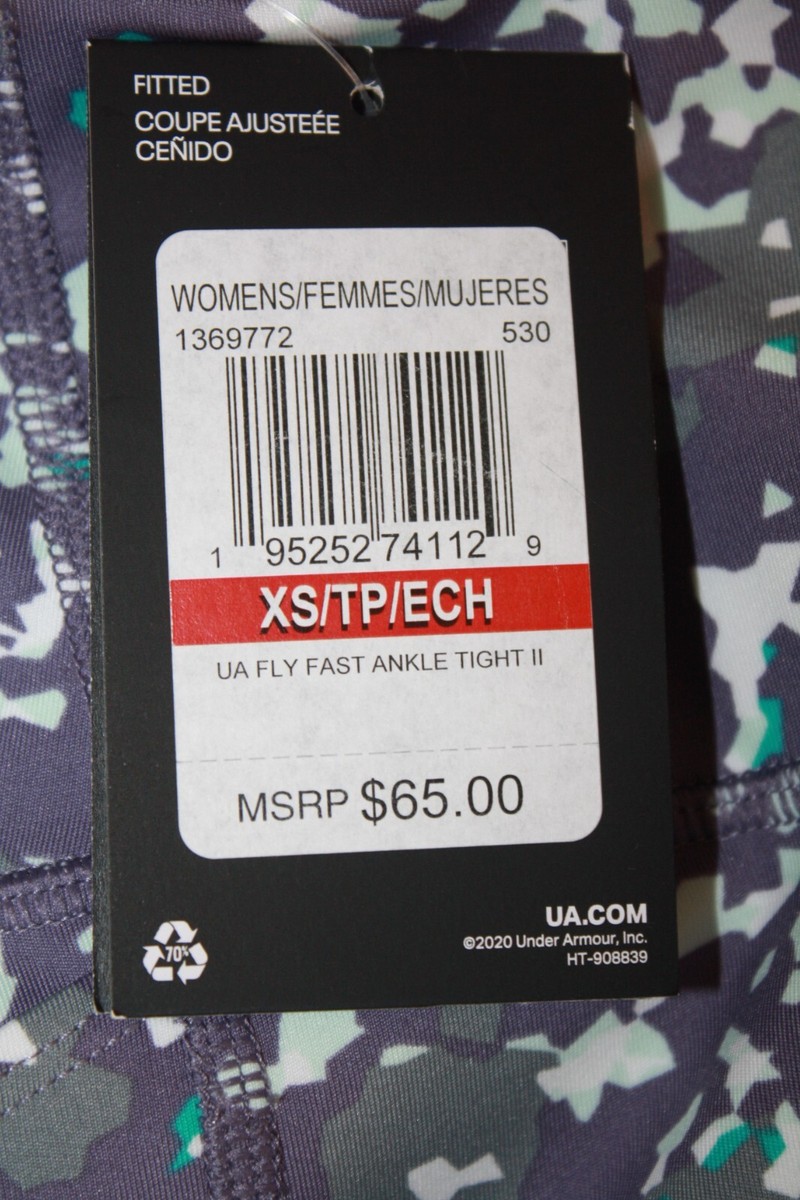 FITTED
COUPE AJUSTEÉE
CEÑIDO
WOMENS/FEMMES/MUJERES
1369772 530
1 95252 74112 9
XS/TP/ECH
UA FLY FAST ANKLE TIGHT II
MSRP $65.00
70%
UA.COM
©2020 Under Armour, Inc.
HT-908839